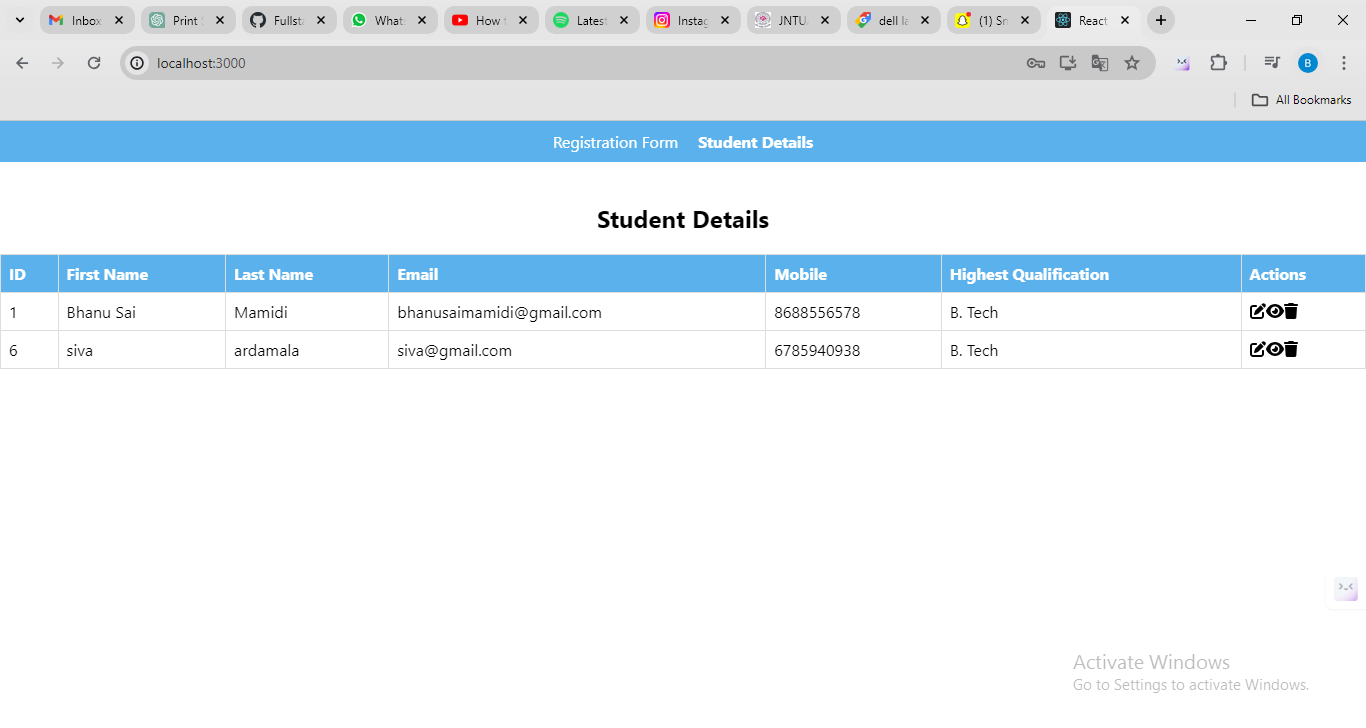 Inbox Print Fullsta What How Latest Instag JNTU dell la (1) Sn React
localhost:3000
All Bookmarks
Registration Form Student Details
Student Details
ID First Name Last Name Email Mobile Highest Qualification Actions
1 Bhanu Sai Mamidi bhanusaimamidi@gmail.com 8688556578 B. Tech
6 siva ardamala siva@gmail.com 6785940938 B. Tech
Activate Windows
Go to Settings to activate Windows.